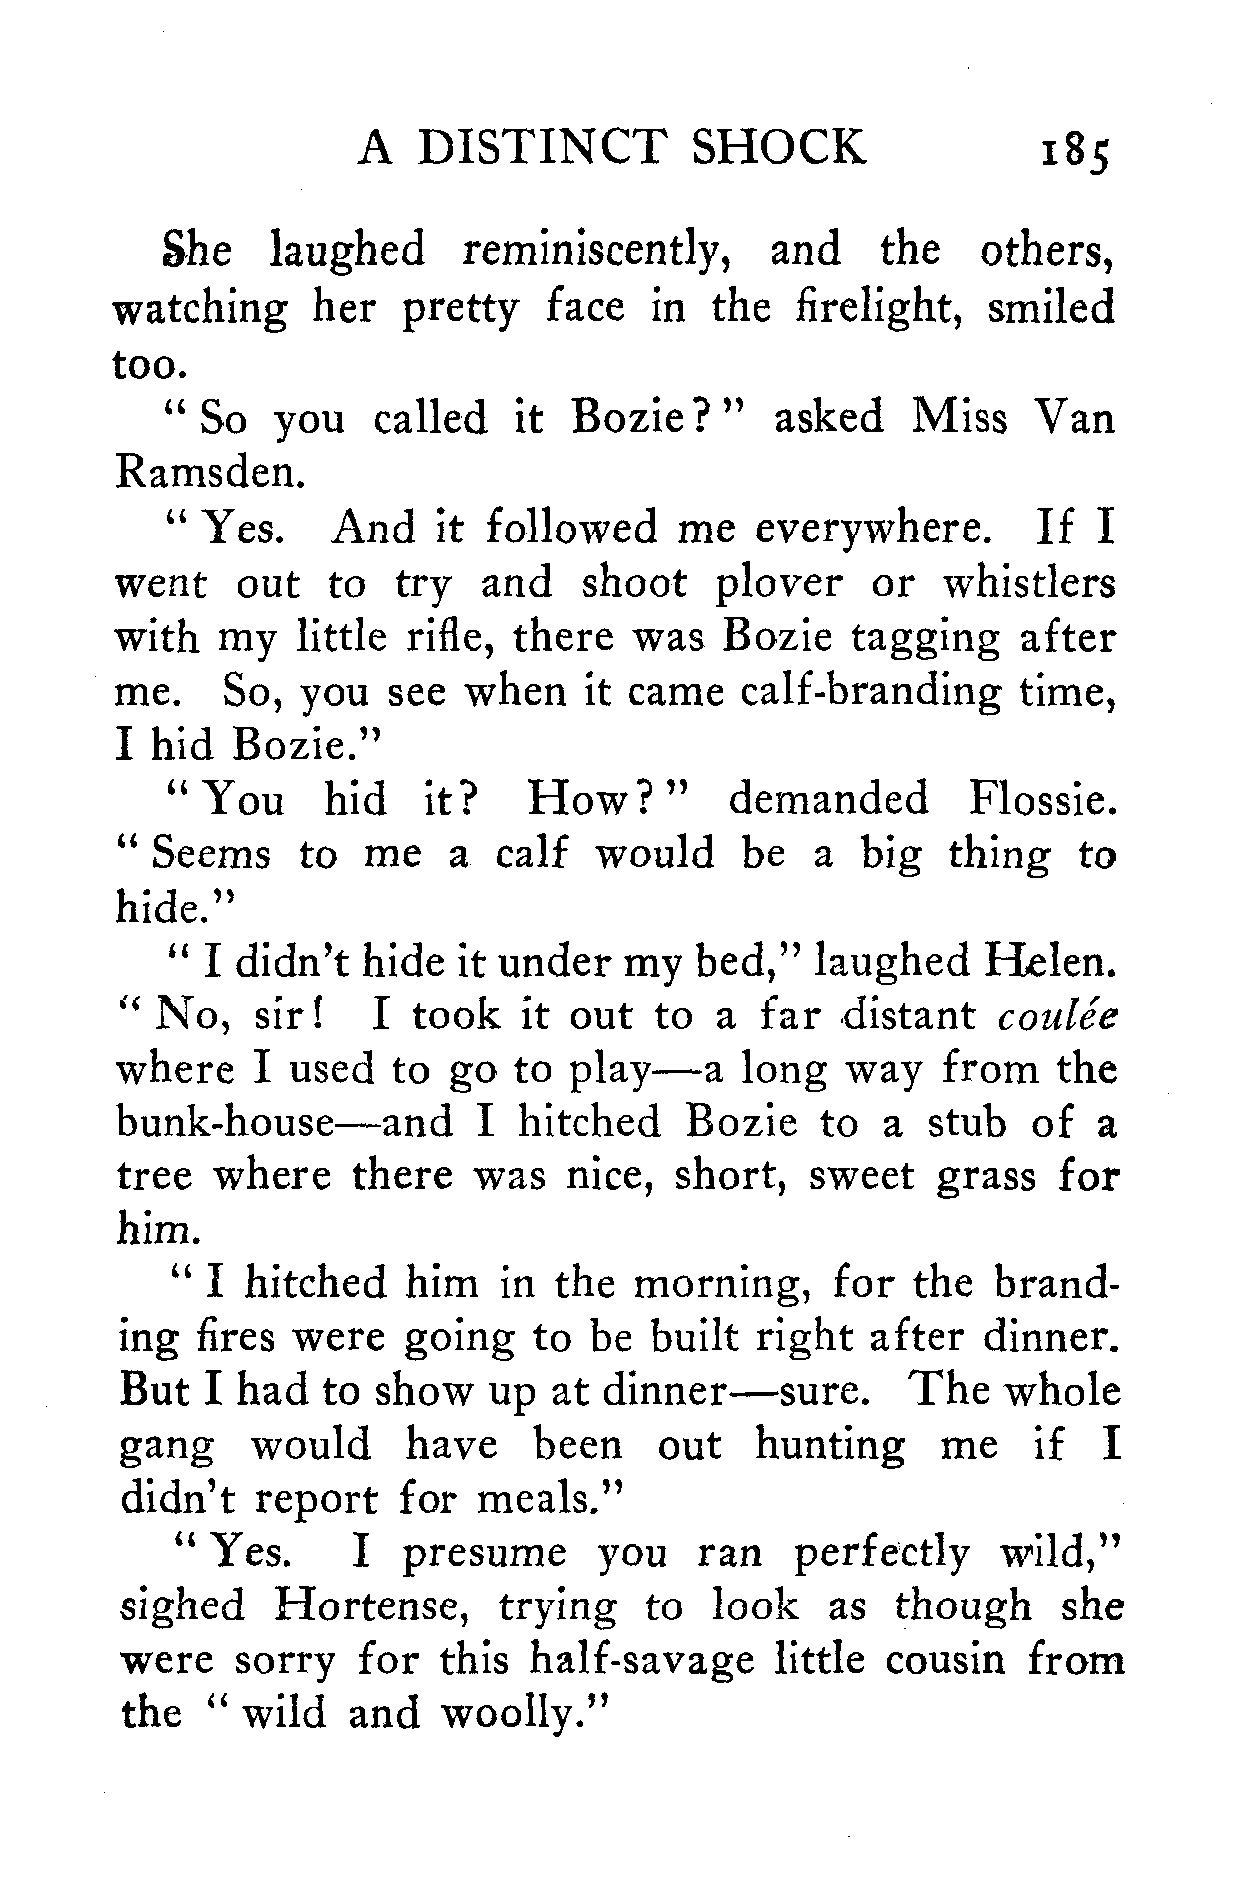 A DISTINCT SHOCK 185
She laughed reminiscently, and the others,
watching her pretty face in the firelight, smiled
too.
“ So you called it Bozie? ” asked Miss Van
Ramsden.
“ Yes. And it followed me everywhere. If I
went out to try and shoot plover or whistlers
with my little rifle, there was Bozie tagging after
me. So, you see when it came calf-branding time,
I hid Bozie.”
“ You hid it? How? ” demanded Flossie.
“ Seems to me a calf would be a big thing to
hide.”
“ I didn’t hide it under my bed,” laughed Helen.
“ No, sir! I took it out to a far distant coulée
where I used to go to play—a long way from the
bunk-house—and I hitched Bozie to a stub of a
tree where there was nice, short, sweet grass for
him.
“ I hitched him in the morning, for the brand-
ing fires were going to be built right after dinner.
But I had to show up at dinner—sure. The whole
gang would have been out hunting me if I
didn’t report for meals.”
“ Yes. I presume you ran perfectly wild,”
sighed Hortense, trying to look as though she
were sorry for this half-savage little cousin from
the “ wild and woolly.”